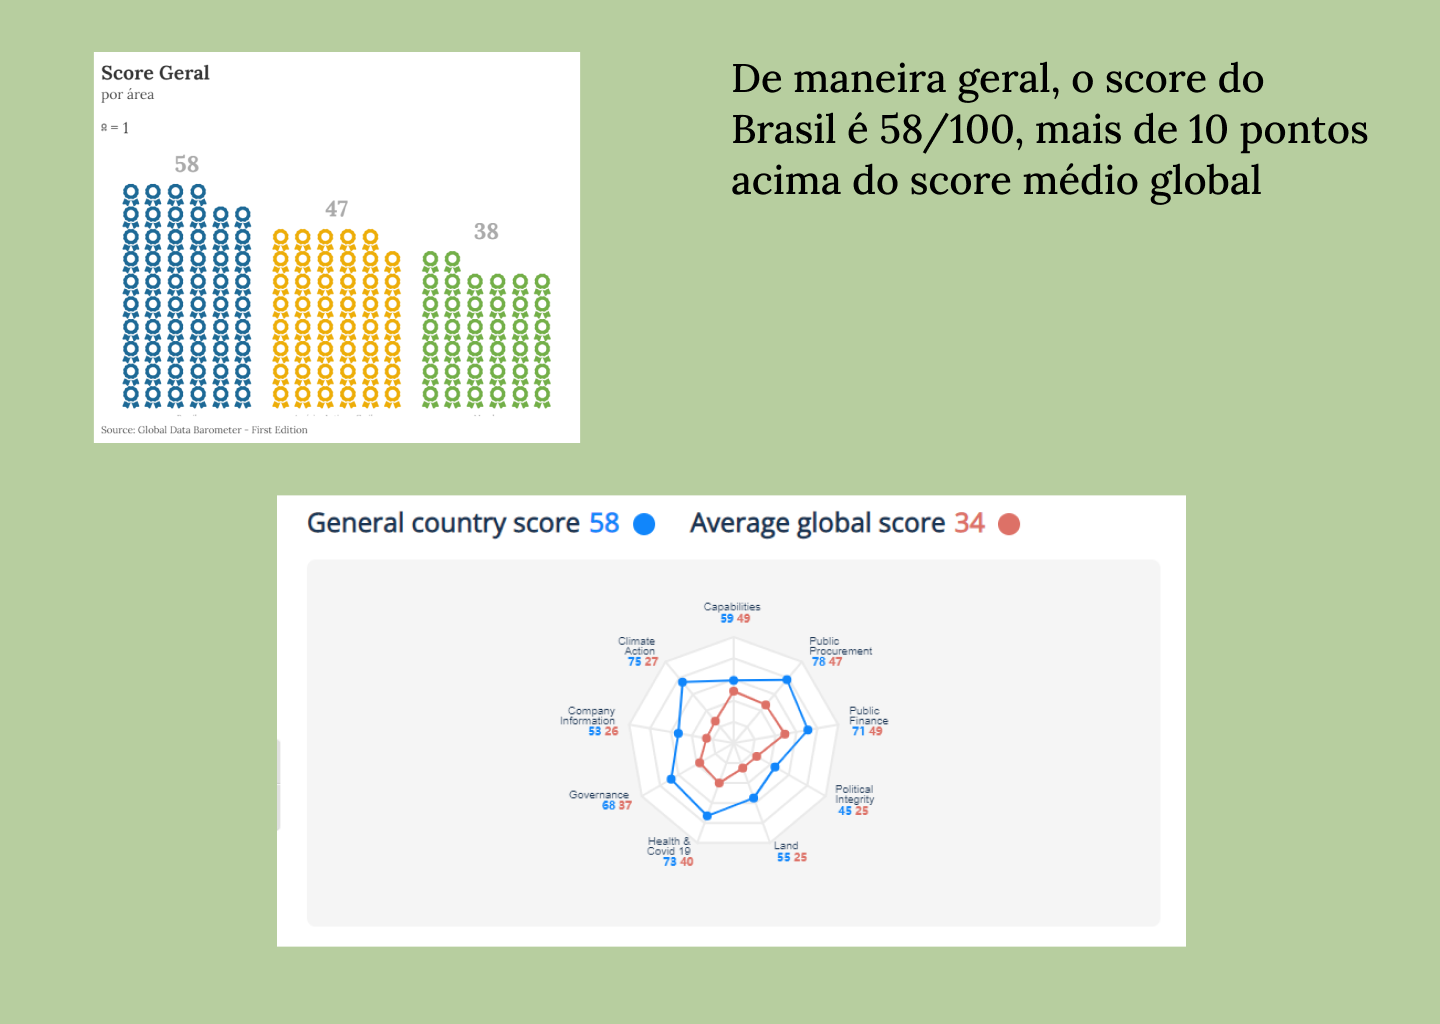 Score Geral
por área
= 1
58
47
38
Source: Global Data Barometer - First Edition
De maneira geral, o score do
Brasil é 58/100, mais de 10 pontos
acima do score médio global
General country score 58
Average global score 34
Capabilities
59 49
Public
Procurement
78 47
Public
Finance
71 49
Political
Integrity
45 25
Land
55 25
Health &
Covid 19
73 40
Governance
68 37
Company
Information
53 26
Climate
Action
75 27